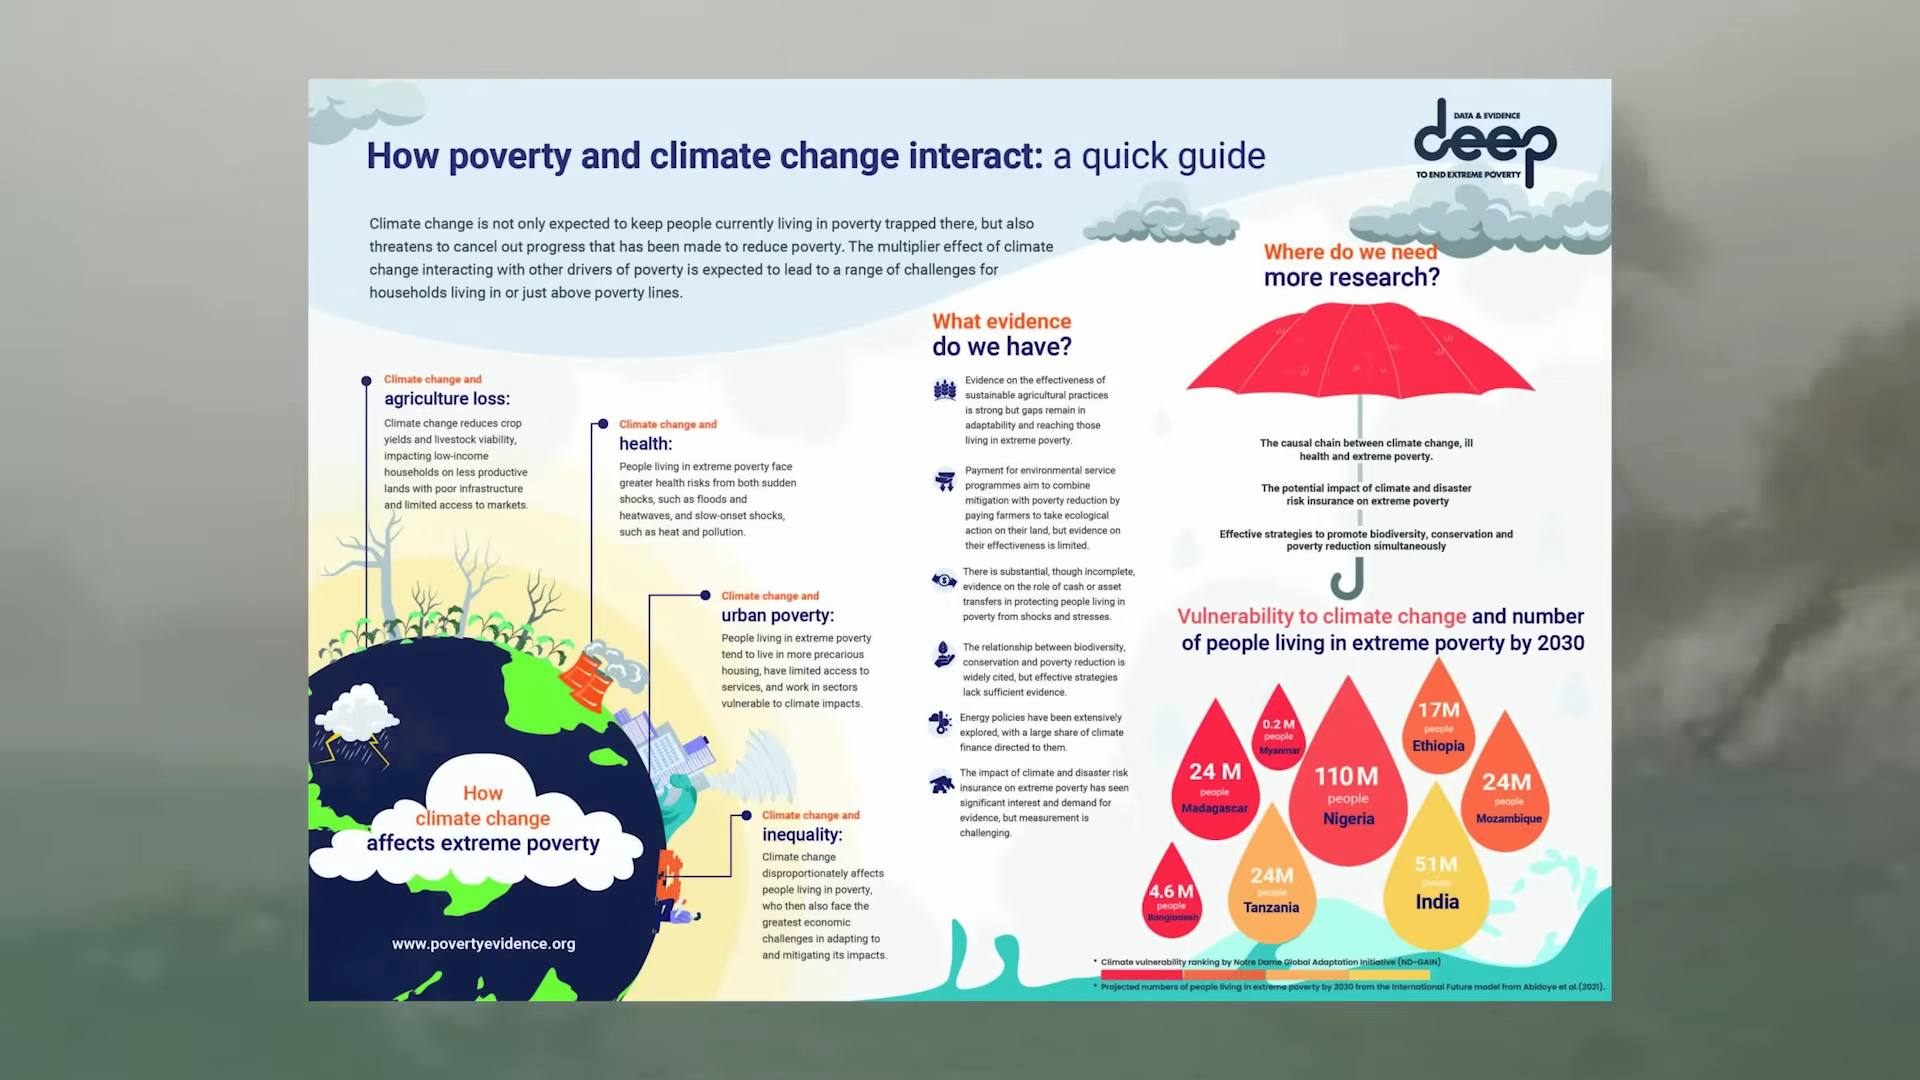 How poverty and climate change interact: a quick guide
DATA & EVIDENCE
deep
TO END EXTREME POVERTY
Climate change is not only expected to keep people currently living in poverty trapped there, but also
threatens to cancel out progress that has been made to reduce poverty. The multiplier effect of climate
change interacting with other drivers of poverty is expected to lead to a range of challenges for
households living in or just above poverty lines.
Climate change and
agriculture loss:
Climate change reduces crop
yields and livestock viability,
impacting low-income
households on less productive
lands with poor infrastructure
and limited access to markets.
Climate change and
health:
People living in extreme poverty face
greater health risks from both sudden
shocks, such as floods and
heatwaves, and slow-onset shocks,
such as heat and pollution.
Climate change and
urban poverty:
People living in extreme poverty
tend to live in more precarious
housing, have limited access to
services, and work in sectors
vulnerable to climate impacts.
Climate change and
inequality:
Climate change
disproportionately affects
people living in poverty,
who then also face the
greatest economic
challenges in adapting to
and mitigating its impacts.
How
climate change
affects extreme poverty
www.povertyevidence.org
What evidence
do we have?
Evidence on the effectiveness of
sustainable agricultural practices
is strong but gaps remain in
adaptability and reaching those
living in extreme poverty.
Payment for environmental service
programmes aim to combine
mitigation with poverty reduction by
paying farmers to take ecological
action on their land, but evidence on
their effectiveness is limited.
There is substantial, though incomplete,
evidence on the role of cash or asset
transfers in protecting people living in
poverty from shocks and stresses.
The relationship between biodiversity,
conservation and poverty reduction is
widely cited, but effective strategies
lack sufficient evidence.
Energy policies have been extensively
explored, with a large share of climate
finance directed to them.
The impact of climate and disaster risk
insurance on extreme poverty has seen
significant interest and demand for
evidence, but measurement is
challenging.
Where do we need
more research?
The causal chain between climate change, ill
health and extreme poverty.
The potential impact of climate and disaster
risk insurance on extreme poverty
Effective strategies to promote biodiversity, conservation and
poverty reduction simultaneously
Vulnerability to climate change and number
of people living in extreme poverty by 2030
24 M
people
Madagascar
0.2 M
people
Myanmar
110 M
people
Nigeria
17M
people
Ethiopia
24M
people
Mozambique
4.6 M
people
Bangladesh
24M
people
Tanzania
51M
people
India
* Climate vulnerability ranking by Notre Dame Global Adaptation Initiative (ND-GAIN)
* Projected numbers of people living in extreme poverty by 2030 from the International Future model from Abidoye et al.(2021).